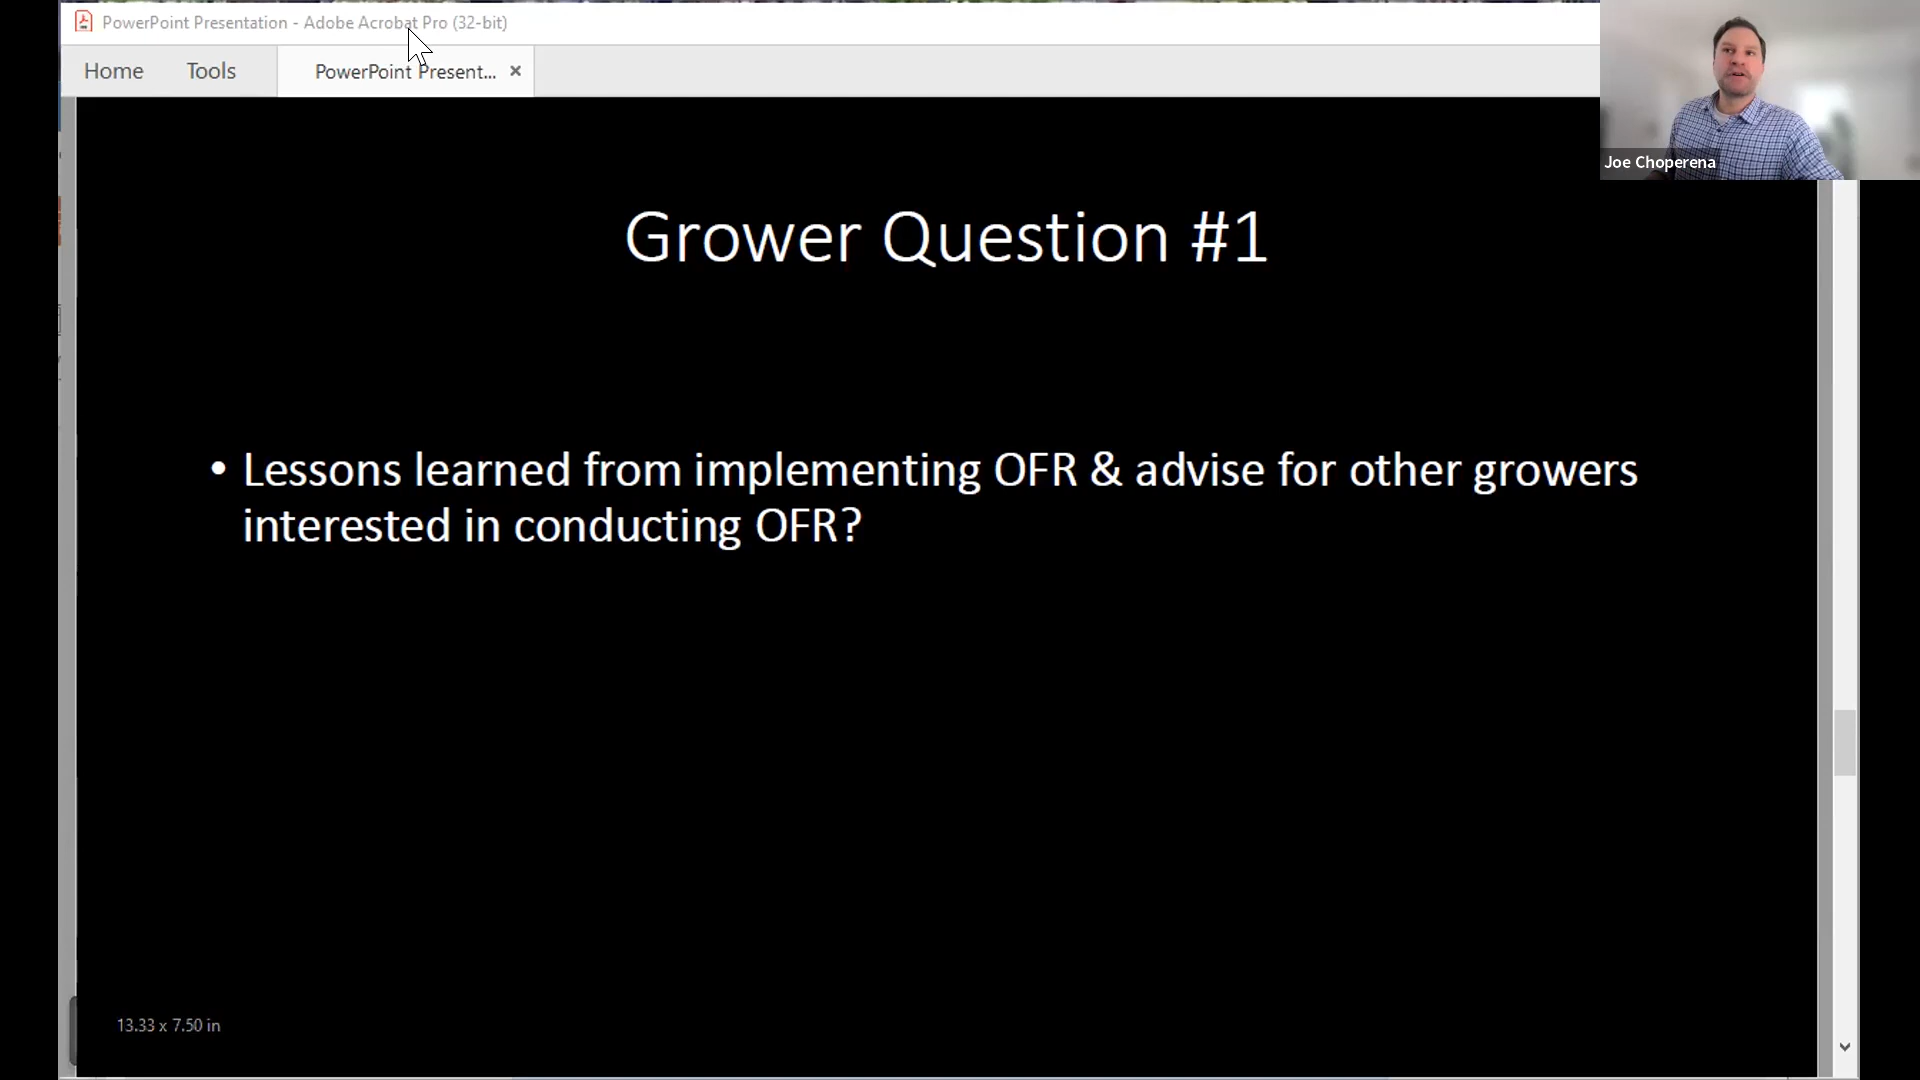 PowerPoint Presentation - Adobe Acrobat Pro (32-bit)
Home Tools PowerPoint Present... ×
Joe Choperena
Grower Question #1
• Lessons learned from implementing OFR & advise for other growers
interested in conducting OFR?
13.33 x 7.50 in